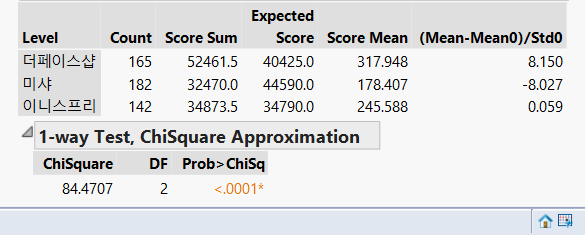 Expected
Level Count Score Sum Score Score Mean (Mean-Mean0)/Std0
더페이스샵 165 52461.5 40425.0 317.948 8.150
미샤 182 32470.0 44590.0 178.407 -8.027
이니스프리 142 34873.5 34790.0 245.588 0.059
1-way Test, ChiSquare Approximation
ChiSquare DF Prob>ChiSq
84.4707 2 <.0001*